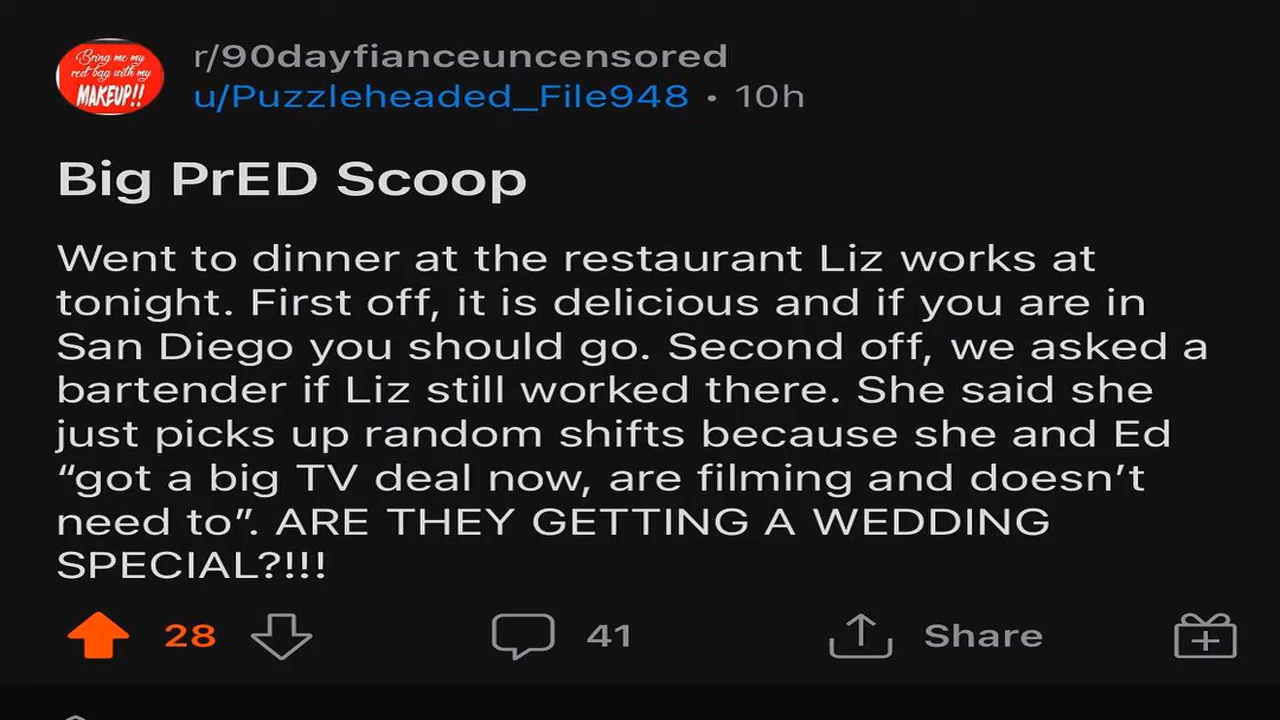 Bring me my
red bag with my
MAKEUP!!
r/90dayfianceuncensored
u/Puzzleheaded_File948 • 10h
Big PrED Scoop
Went to dinner at the restaurant Liz works at
tonight. First off, it is delicious and if you are in
San Diego you should go. Second off, we asked a
bartender if Liz still worked there. She said she
just picks up random shifts because she and Ed
“got a big TV deal now, are filming and doesn’t
need to”. ARE THEY GETTING A WEDDING
SPECIAL?!!!
28 41 Share